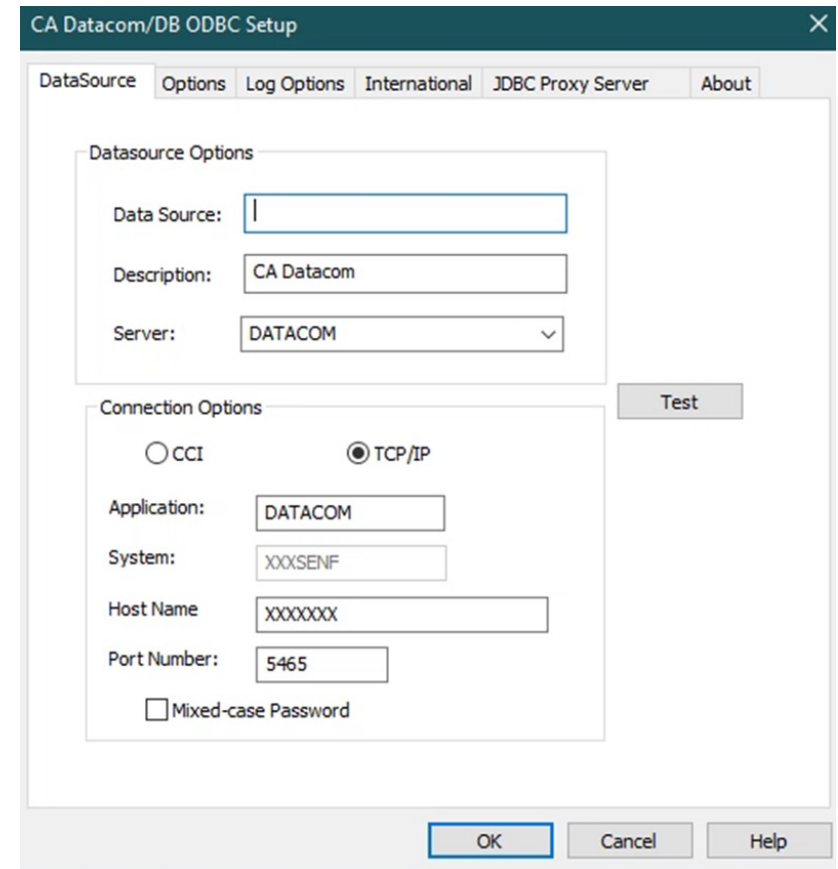 CA Datacom/DB ODBC Setup
DataSource Options Log Options International JDBC Proxy Server About
Datasource Options
Data Source:
Description: CA Datacom
Server: DATACOM
Test
Connection Options
CCI TCP/IP
Application: DATACOM
System: XXXSENF
Host Name XXXXXXX
Port Number: 5465
Mixed-case Password
OK Cancel Help